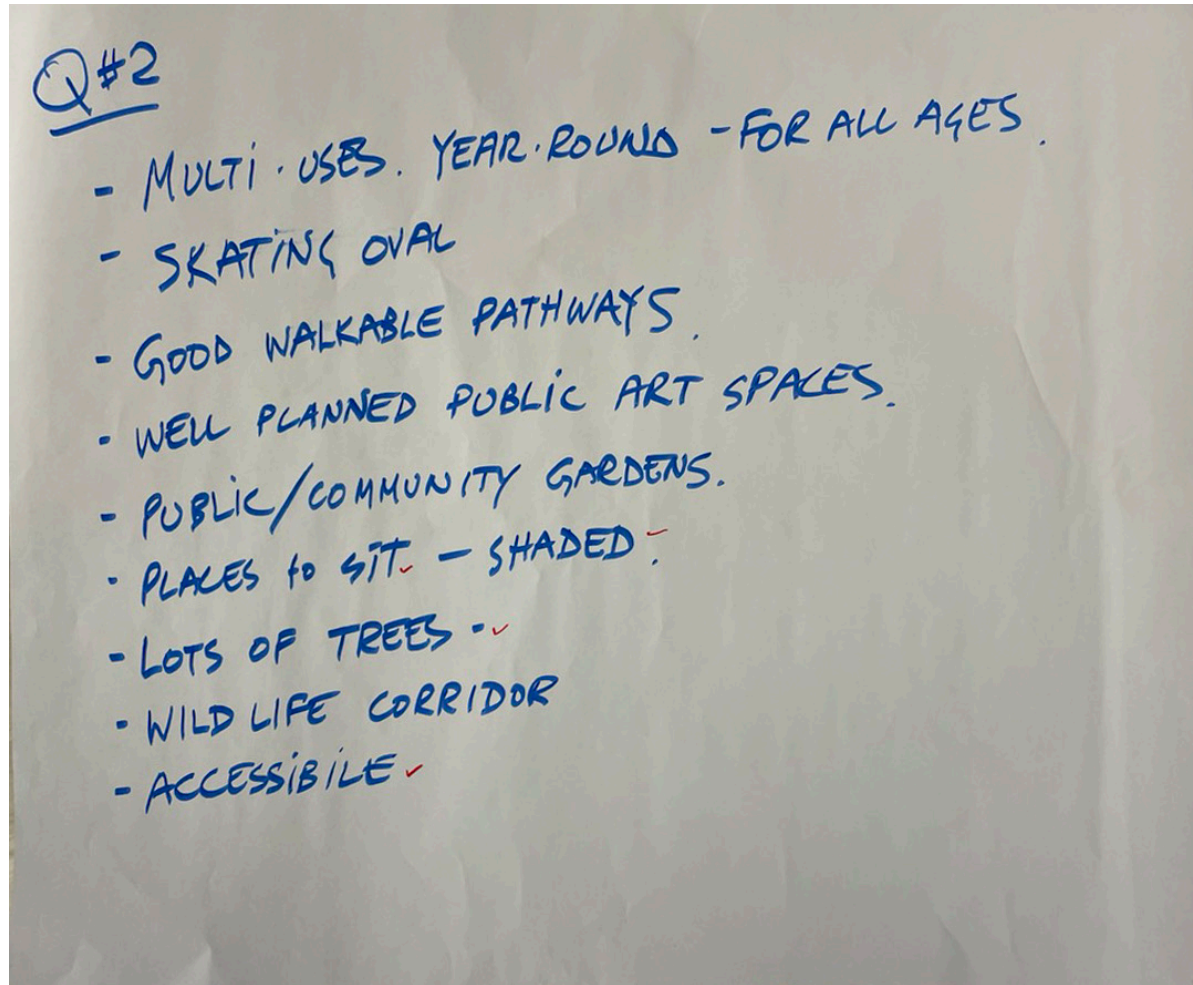 Q#2
- MULTI · USES. YEAR·ROUND - FOR ALL AGES.
- SKATING OVAL
- GOOD WALKABLE PATHWAYS.
- WELL PLANNED PUBLIC ART SPACES.
- PUBLIC/COMMUNITY GARDENS.
- PLACES to SIT ✓ - SHADED. ✓
- LOTS OF TREES - ✓
- WILD LIFE CORRIDOR
- ACCESSIBILE ✓